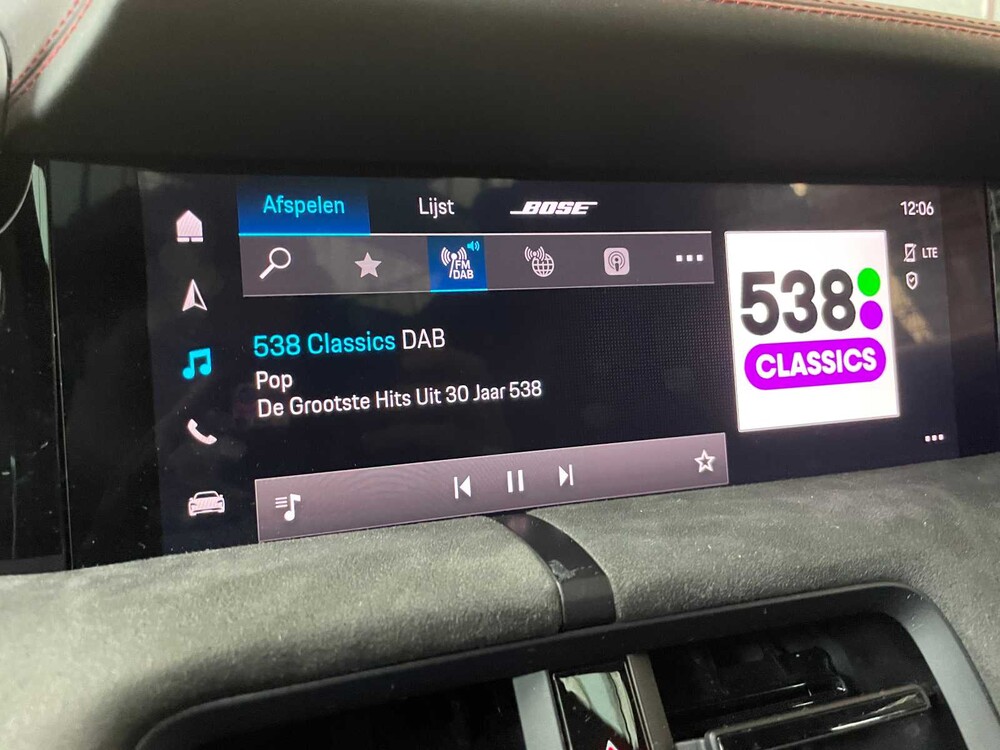 Afspelen
Lijst
BOSE
12:06
FM
DAB
LTE
538 Classics DAB
Pop
De Grootste Hits Uit 30 Jaar 538
538
CLASSICS